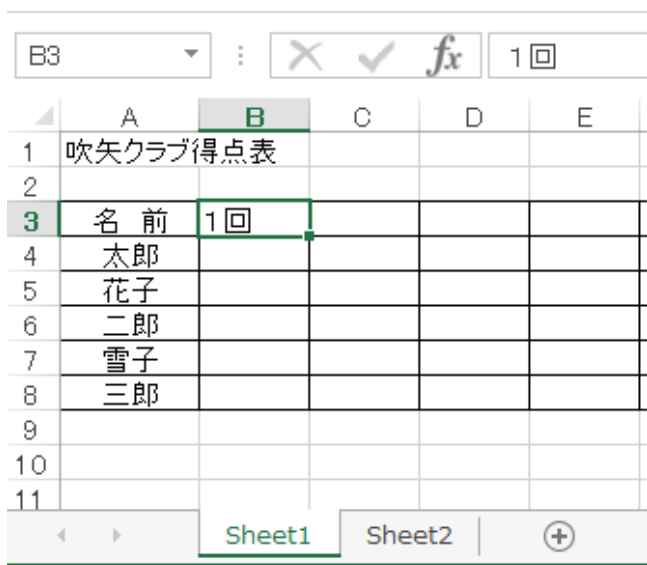 B3 fx 1回
A B C D E
1 吹矢クラブ得点表
2
3 名 前 1回
4 太郎
5 花子
6 二郎
7 雪子
8 三郎
9
10
11
Sheet1 Sheet2